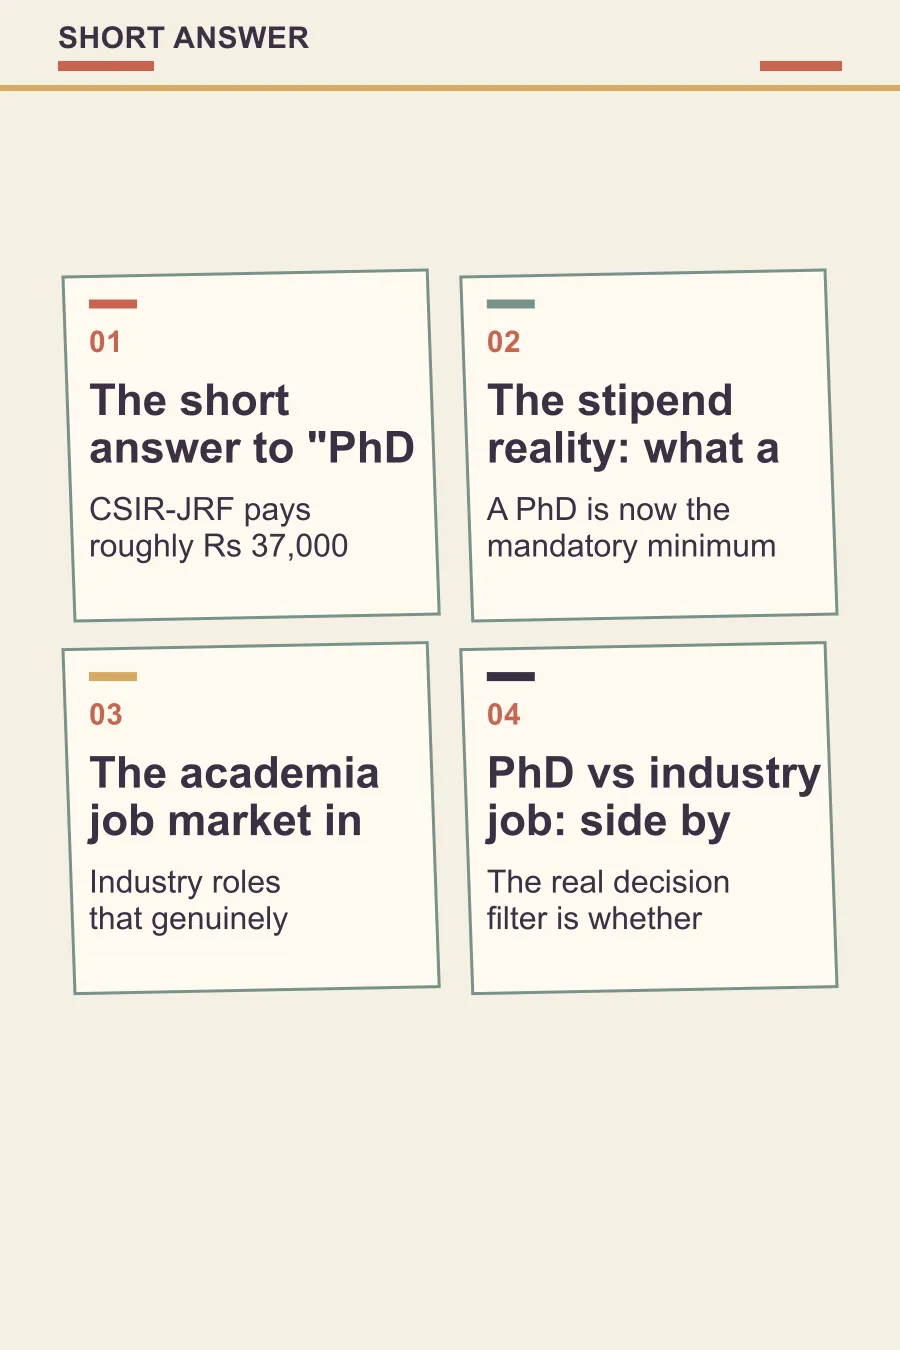 SHORT ANSWER
01
The short
answer to "PhD
CSIR-JRF pays
roughly Rs 37,000
02
The stipend
reality: what a
A PhD is now the
mandatory minimum
03
The academia
job market in
Industry roles
that genuinely
04
PhD vs industry
job: side by
The real decision
filter is whether